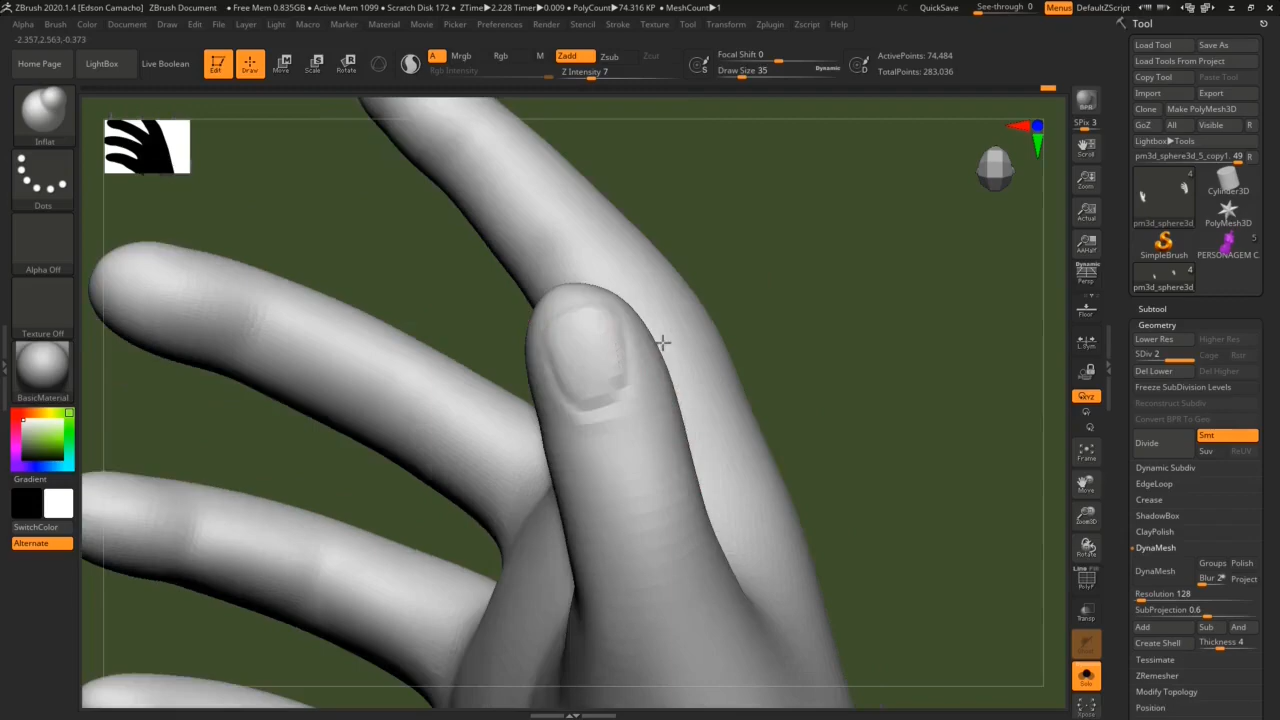 ZBrush 2020.1.4 [Edson Camacho] ZBrush Document • Free Mem 0.835GB • Active Mem 1099 • Scratch Disk 172 • ZTime▶2.228 Timer▶0.009 • PolyCount▶74.316 KP • MeshCount▶1 AC QuickSave See-through 0 Menus DefaultZScript
Alpha Brush Color Document Draw Edit File Layer Light Macro Marker Material Movie Picker Preferences Render Stencil Stroke Texture Tool Transform Zplugin Zscript Help
-2.357,2.563,-0.373
Home Page LightBox Live Boolean Edit Draw Move Scale Rotate
A Mrgb Rgb M Zadd Zsub Zcut
Rgb Intensity Z Intensity 7
Focal Shift 0
Draw Size 35 Dynamic
S D
ActivePoints: 74,484
TotalPoints: 283,036
Inflat
Dots
Alpha Off
Texture Off
BasicMaterial
Gradient
SwitchColor
Alternate
BPR
SPix 3
Scroll
Zoom
Actual
AAHalf
Dynamic
Persp
Floor
L.Sym
XYZ
Frame
Move
Zoom3D
Rotate
Line Fill
PolyF
Transp
Solo
Xpose
Tool
Load Tool Save As
Load Tools From Project
Copy Tool Paste Tool
Import Export
Clone Make PolyMesh3D
GoZ All Visible R
Lightbox▶Tools
pm3d_sphere3d_5_copy1. 49 R
4
Cylinder3D
pm3d_sphere3d PolyMesh3D
5
SimpleBrush PERSONAGEM C
4
pm3d_sphere3d
Subtool
Geometry
Lower Res Higher Res
SDiv 2 Cage Rstr
Del Lower Del Higher
Freeze SubDivision Levels
Reconstruct Subdiv
Convert BPR To Geo
Divide Smt
Suv ReUV
Dynamic Subdiv
EdgeLoop
Crease
ShadowBox
ClayPolish
DynaMesh
DynaMesh Groups Polish
Blur 2 Project
Resolution 128
SubProjection 0.6
Add Sub And
Create Shell Thickness 4
Tessimate
ZRemesher
Modify Topology
Position